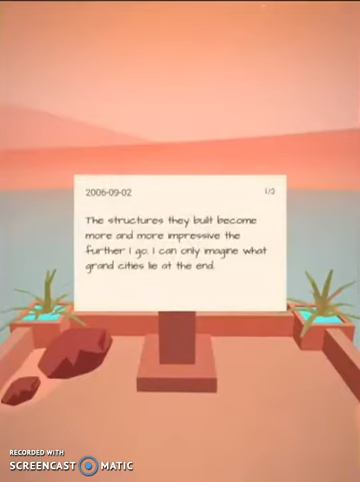 2006-09-02
1/2
The structures they built become
more and more impressive the
further I go. I can only imagine what
grand cities lie at the end.
RECORDED WITH
SCREENCAST MATIC